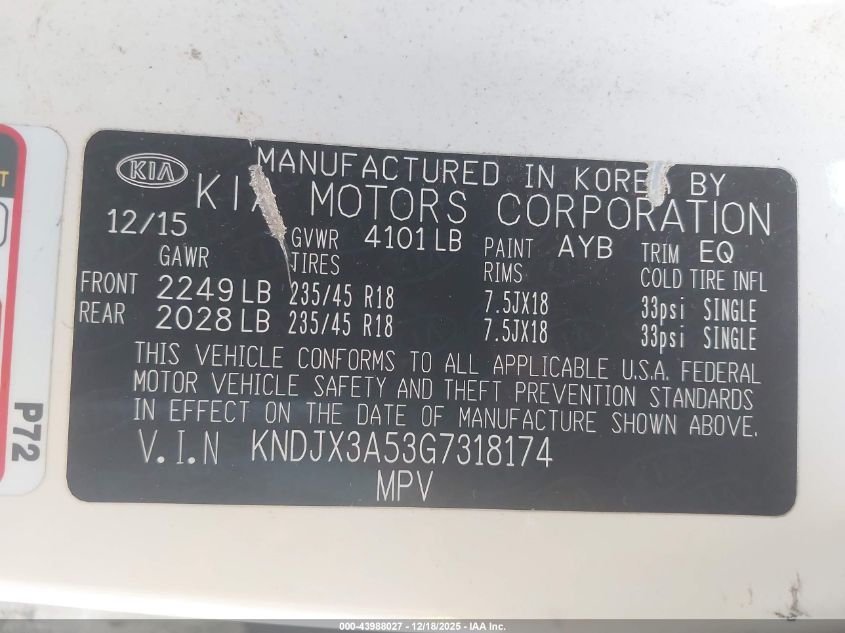 KIA
MANUFACTURED IN KOREA BY
KIA MOTORS CORPORATION
12/15 GVWR 4101 LB PAINT AYB TRIM EQ
GAWR TIRES RIMS COLD TIRE INFL
FRONT 2249 LB 235/45 R18 7.5JX18 33psi SINGLE
REAR 2028 LB 235/45 R18 7.5JX18 33psi SINGLE
THIS VEHICLE CONFORMS TO ALL APPLICABLE U.S.A. FEDERAL
MOTOR VEHICLE SAFETY AND THEFT PREVENTION STANDARDS
IN EFFECT ON THE DATE OF MANUFACTURE SHOWN ABOVE.
V.I.N KNDJX3A53G7318174
MPV
P72
000-43988027 - 12/18/2025 - IAA Inc.